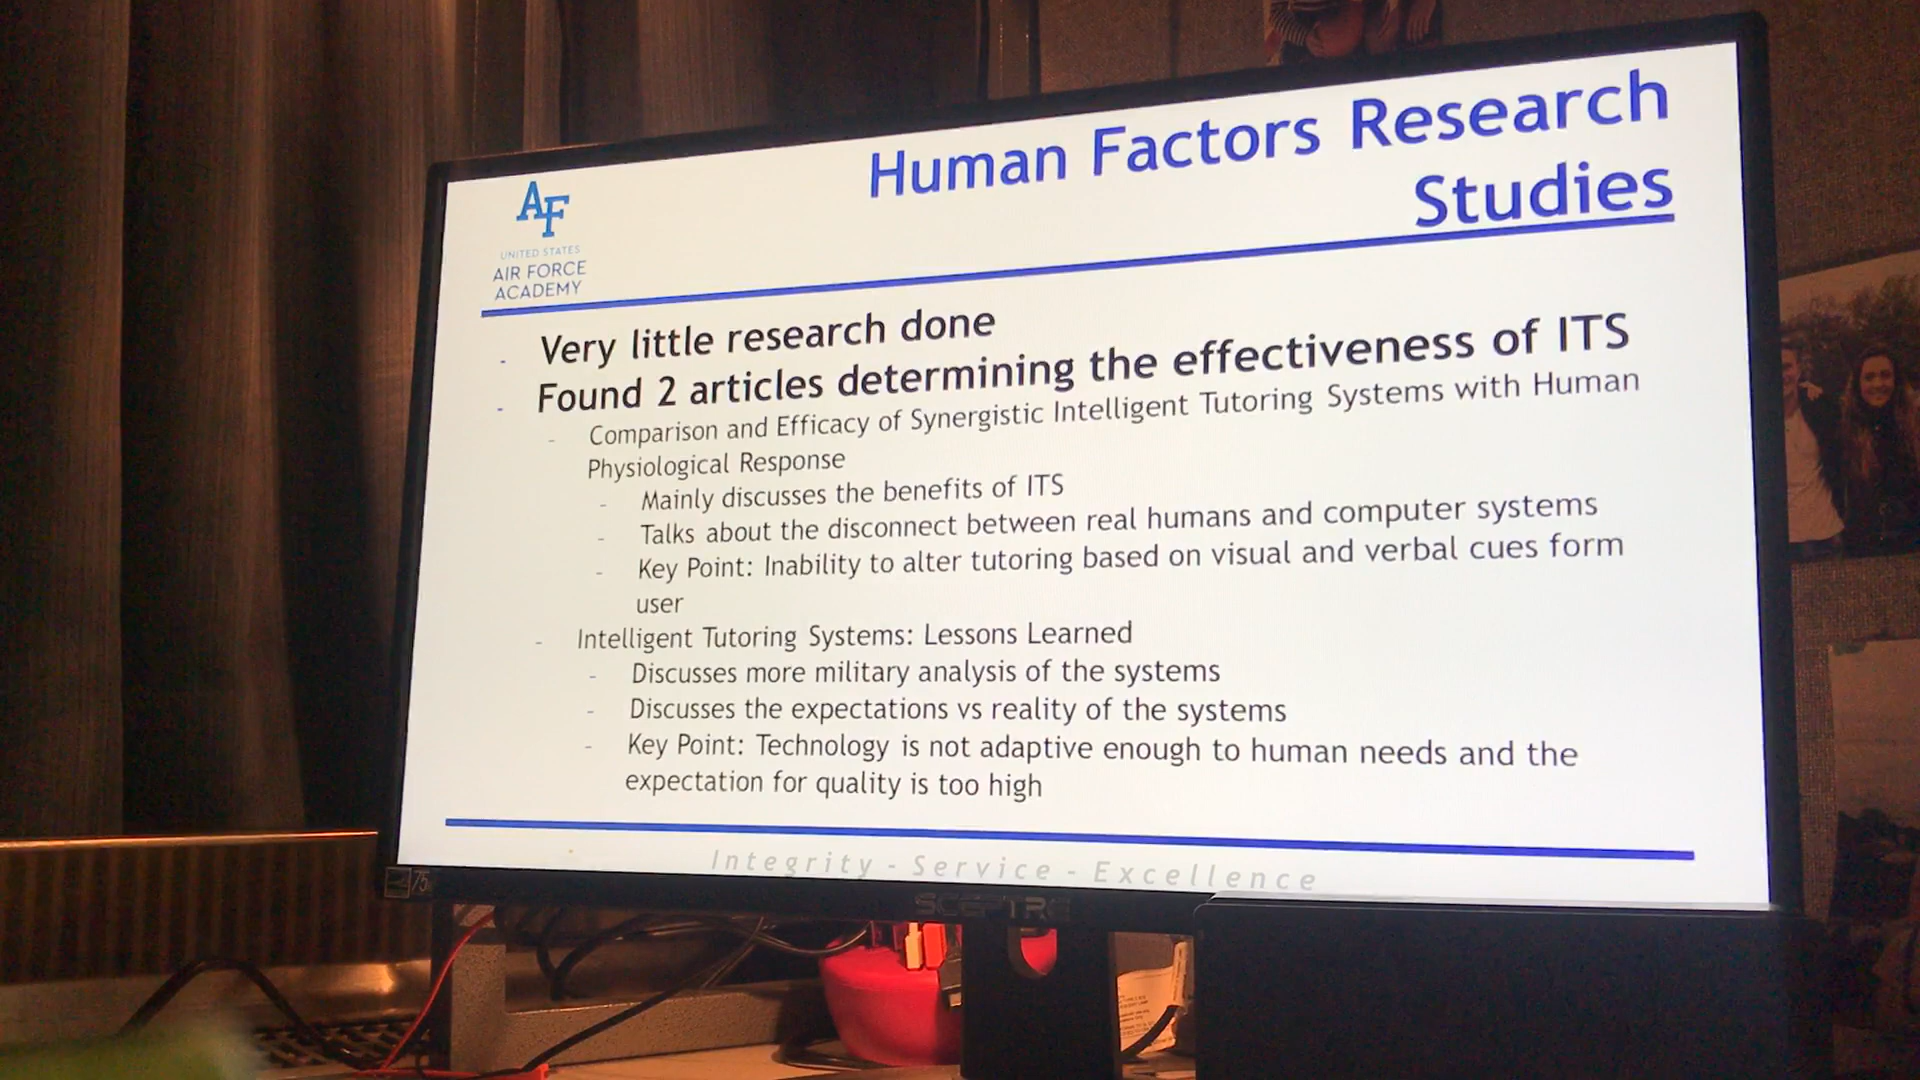 Human Factors Research
Studies
AF
UNITED STATES
AIR FORCE
ACADEMY
- Very little research done
- Found 2 articles determining the effectiveness of ITS
- Comparison and Efficacy of Synergistic Intelligent Tutoring Systems with Human
Physiological Response
- Mainly discusses the benefits of ITS
- Talks about the disconnect between real humans and computer systems
- Key Point: Inability to alter tutoring based on visual and verbal cues form
user
- Intelligent Tutoring Systems: Lessons Learned
- Discusses more military analysis of the systems
- Discusses the expectations vs reality of the systems
- Key Point: Technology is not adaptive enough to human needs and the
expectation for quality is too high
Integrity - Service - Excellence
75
SCEPTRE